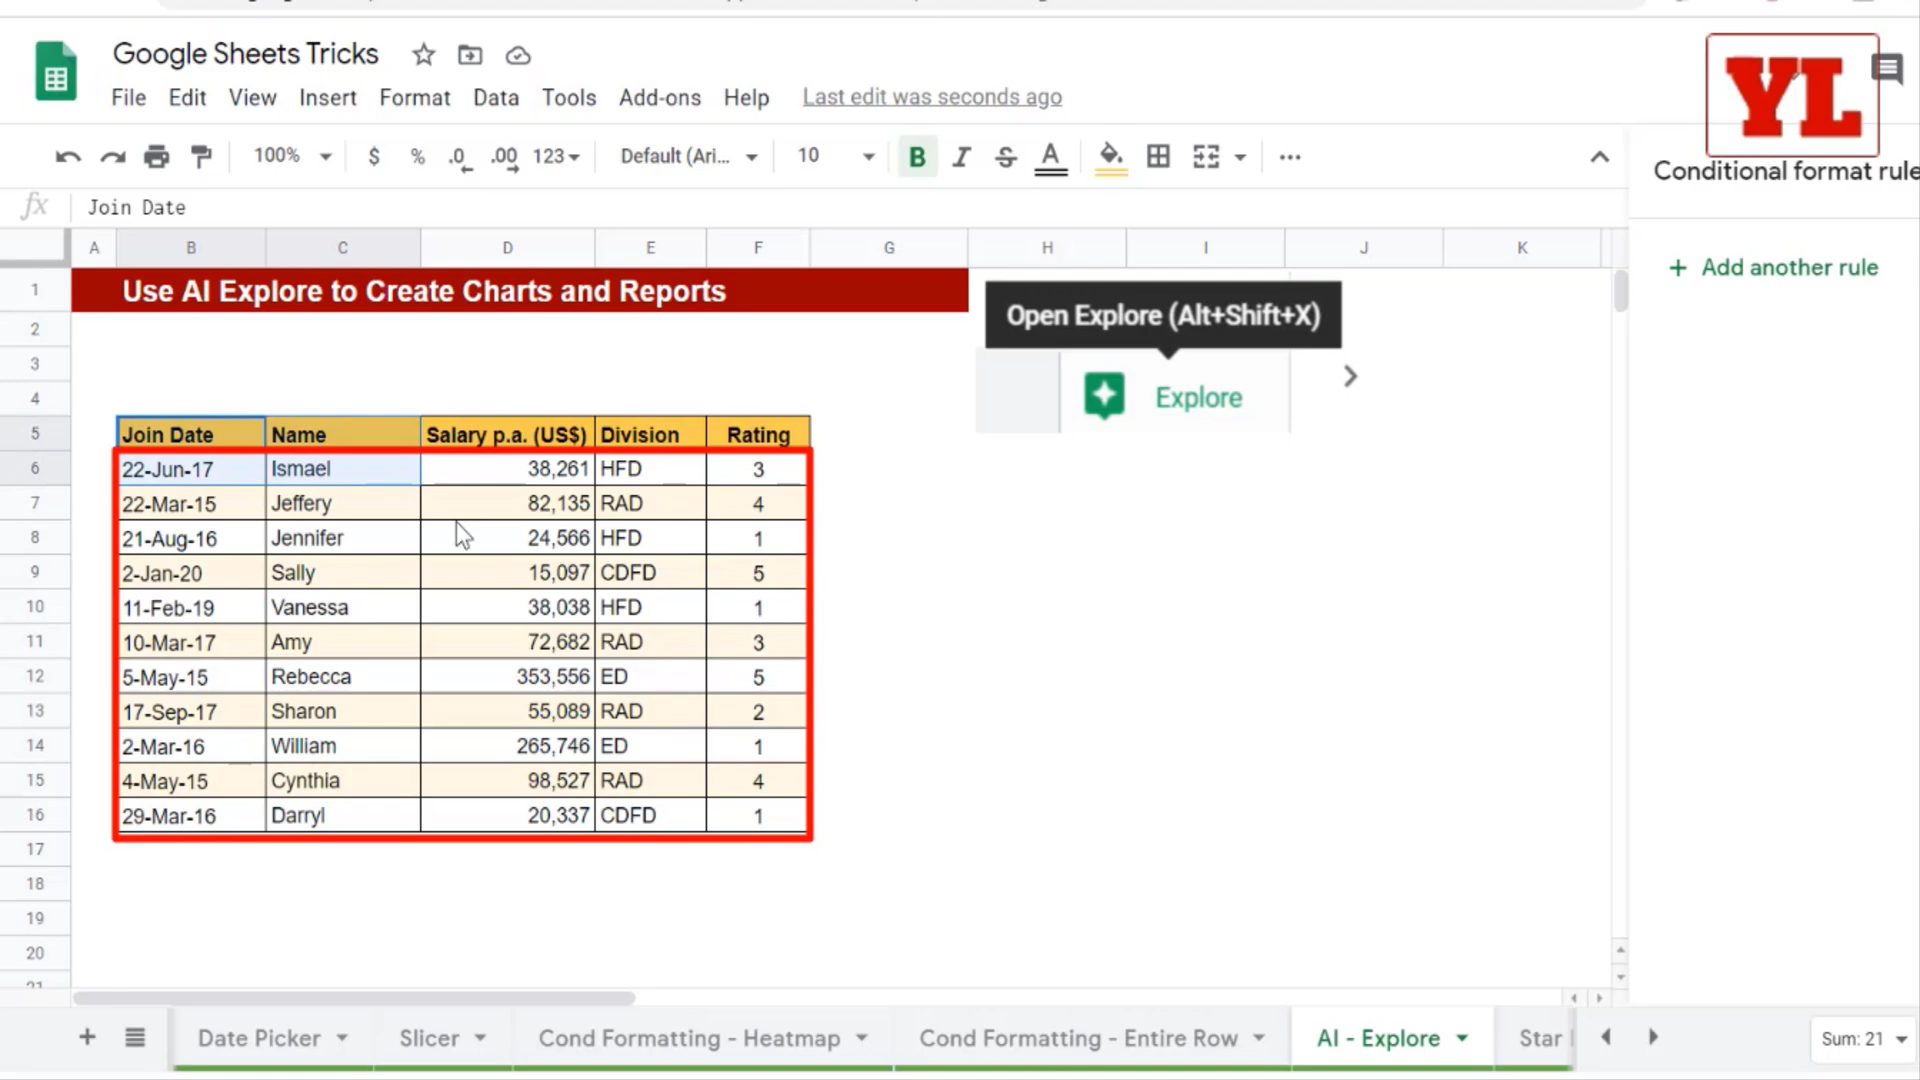 Google Sheets Tricks
YL
File Edit View Insert Format Data Tools Add-ons Help Last edit was seconds ago
100% $ % .0 .00 123 Default (Ari... 10 B I S A ...
Conditional format rule
fx Join Date
A B C D E F G H I J K
+ Add another rule
1 Use AI Explore to Create Charts and Reports
Open Explore (Alt+Shift+X)
2
3
4 Explore
5 Join Date Name Salary p.a. (US$) Division Rating
6 22-Jun-17 Ismael 38,261 HFD 3
7 22-Mar-15 Jeffery 82,135 RAD 4
8 21-Aug-16 Jennifer 24,566 HFD 1
9 2-Jan-20 Sally 15,097 CDFD 5
10 11-Feb-19 Vanessa 38,038 HFD 1
11 10-Mar-17 Amy 72,682 RAD 3
12 5-May-15 Rebecca 353,556 ED 5
13 17-Sep-17 Sharon 55,089 RAD 2
14 2-Mar-16 William 265,746 ED 1
15 4-May-15 Cynthia 98,527 RAD 4
16 29-Mar-16 Darryl 20,337 CDFD 1
17
18
19
20
21
+ Date Picker Slicer Cond Formatting - Heatmap Cond Formatting - Entire Row AI - Explore Star Sum: 21